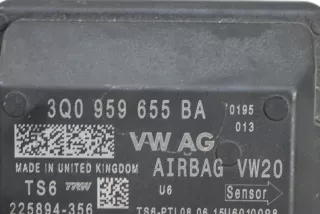 3Q0 959 655 BA
0195
013
VW AG
MADE IN UNITED KINGDOM
AIRBAG VW20
TS6 TRW
U6
Sensor
225894-356